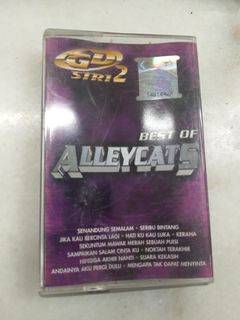 GD
SIRI 2
BEST OF
ALLEYCATS
SENANDUNG SEMALAM - SERIBU BINTANG
JIKA KAU BERCINTA LAGI - HATI KU KAU LUKA - KERANA
SEKUNTUM MAWAR MERAH SEBUAH PUISI
SAMPAIKAN SALAM CINTA KU - NOKTAH TERAKHIR
HINGGA AKHIR NANTI - SUARA KEKASIH
ANDAINYA AKU PERGI DULU - MENGAPA TAK DAPAT MENYINTA